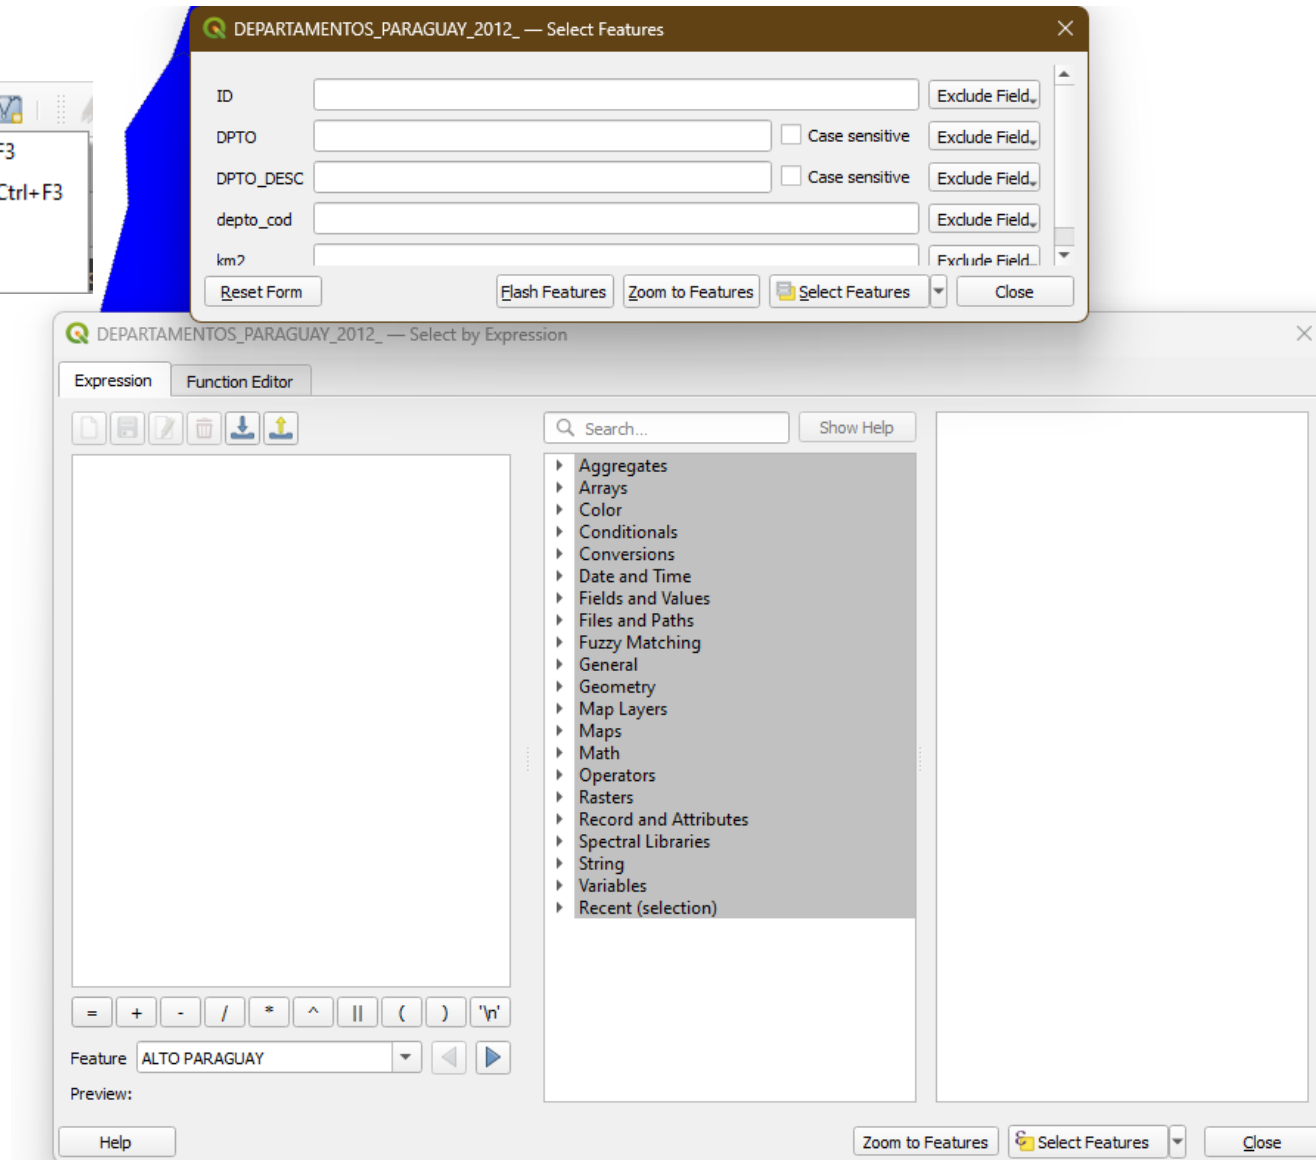 DEPARTAMENTOS_PARAGUAY_2012_ — Select Features
ID
Exclude Field
DPTO
Case sensitive
Exclude Field
F3
DPTO_DESC
Case sensitive
Exclude Field
Ctrl+F3
depto_cod
Exclude Field
km2
Exclude Field
Reset Form
Flash Features
Zoom to Features
Select Features
Close
DEPARTAMENTOS_PARAGUAY_2012_ — Select by Expression
Expression
Function Editor
Search...
Show Help
Aggregates
Arrays
Color
Conditionals
Conversions
Date and Time
Fields and Values
Files and Paths
Fuzzy Matching
General
Geometry
Map Layers
Maps
Math
Operators
Rasters
Record and Attributes
Spectral Libraries
String
Variables
Recent (selection)
= + - / * ^ || ( ) '\n'
Feature ALTO PARAGUAY
Preview:
Help
Zoom to Features
Select Features
Close